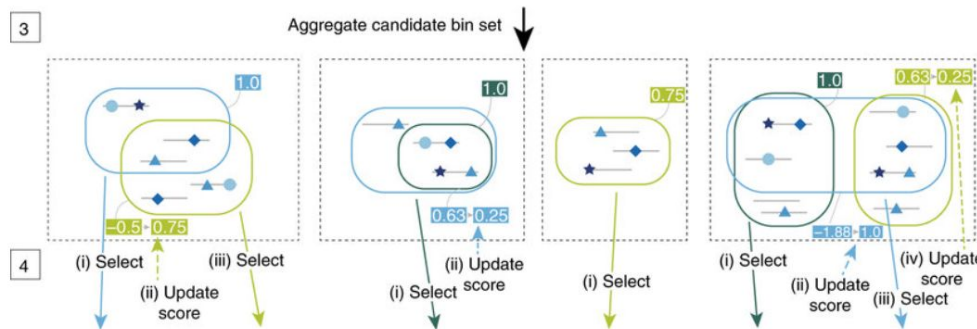 3
Aggregate candidate bin set
1.0
-0.5 0.75
1.0
0.63 0.25
0.75
1.0
0.63 0.25
-1.88 1.0
4
(i) Select
(ii) Update
score
(iii) Select
(i) Select
(ii) Update
score
(i) Select
(i) Select
(ii) Update
score
(iii) Select
(iv) Update
score